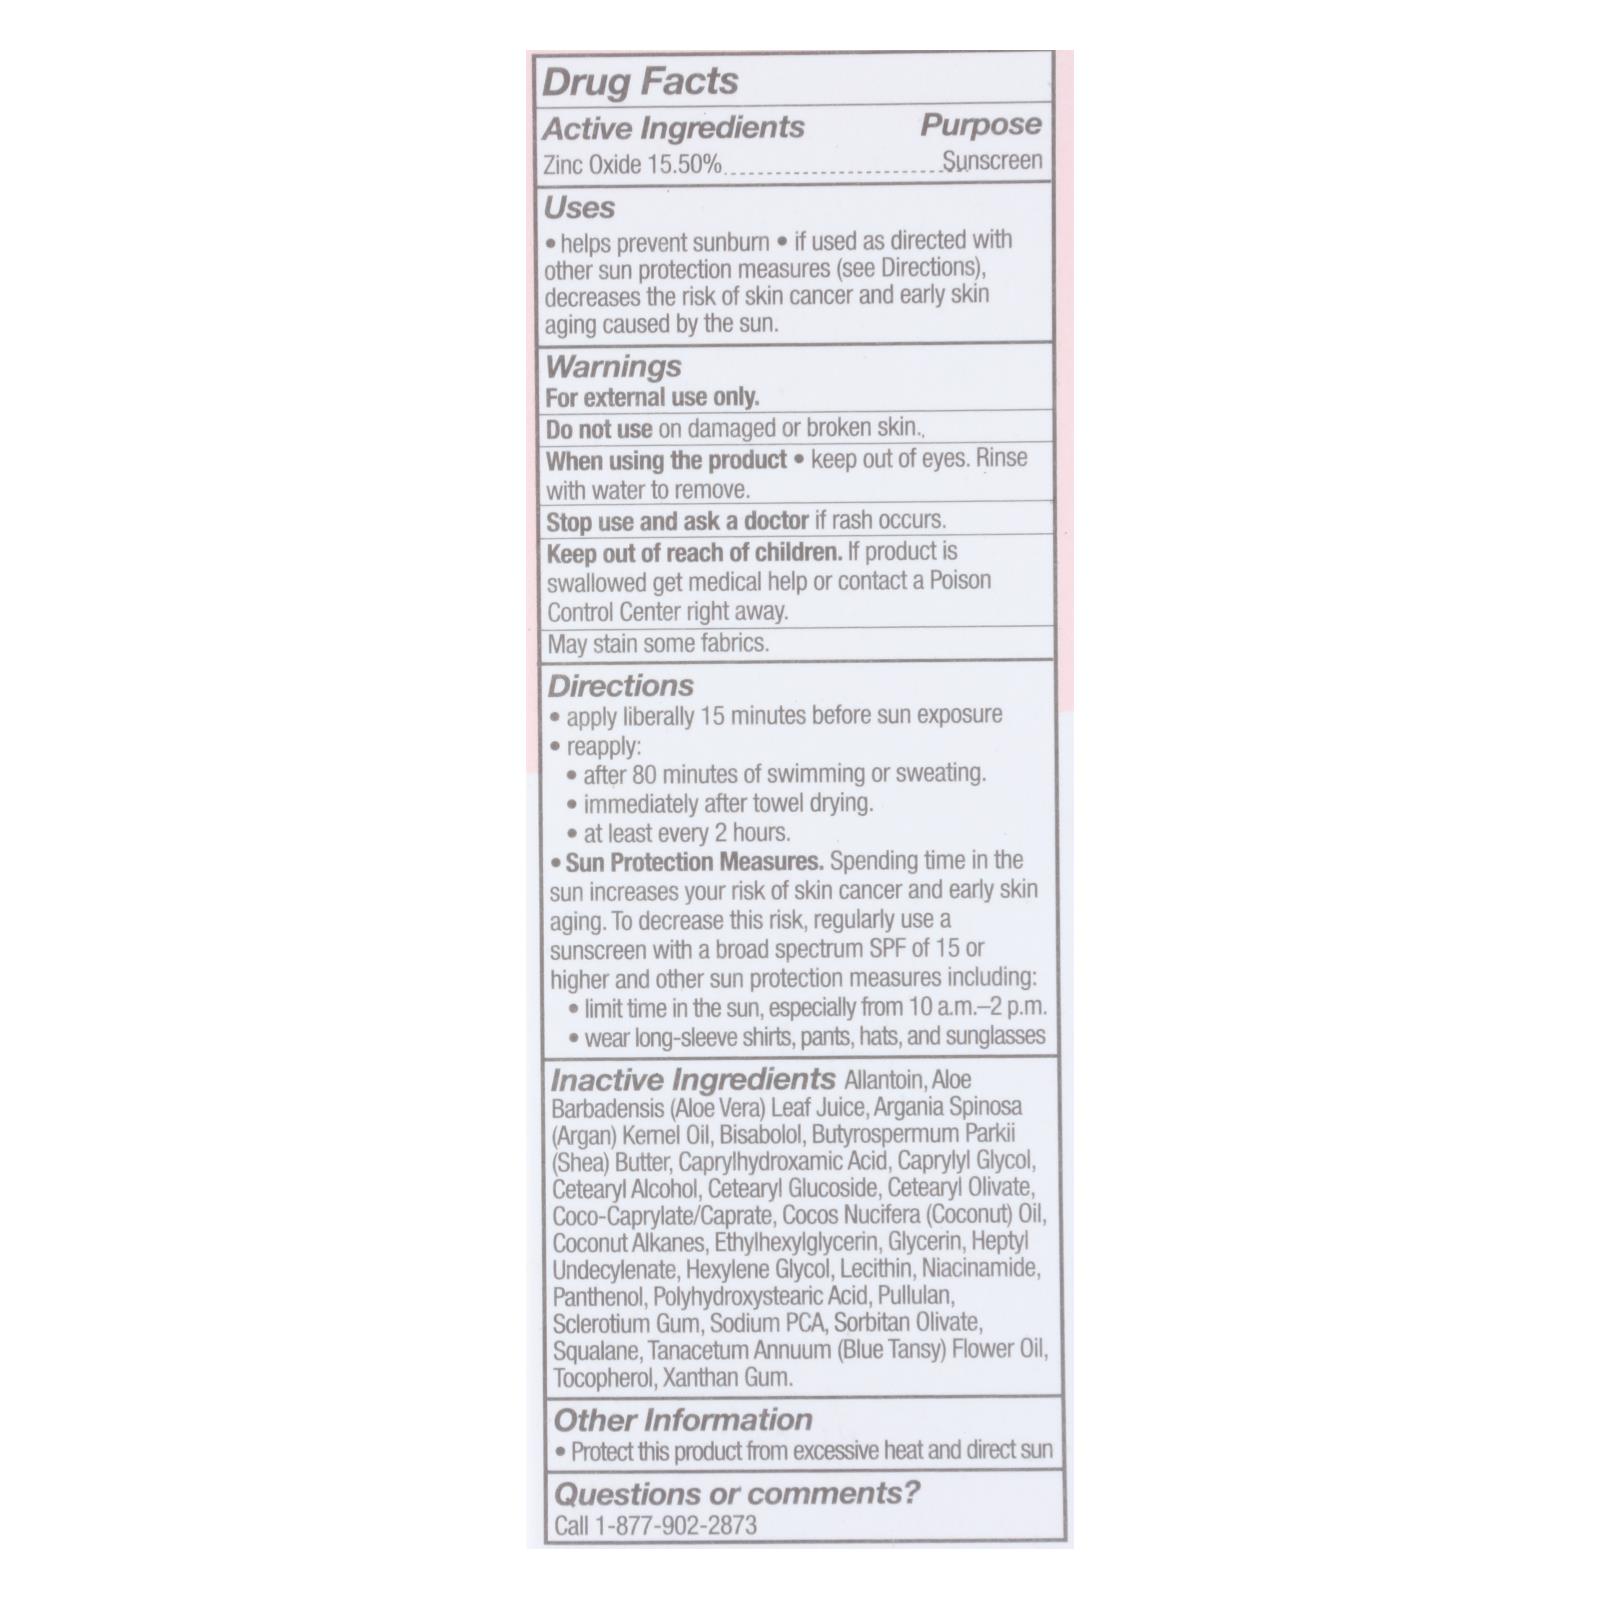 Drug Facts
Active Ingredients Purpose
Zinc Oxide 15.50%........................Sunscreen
Uses
• helps prevent sunburn • if used as directed with
other sun protection measures (see Directions),
decreases the risk of skin cancer and early skin
aging caused by the sun.
Warnings
For external use only.
Do not use on damaged or broken skin.,
When using the product • keep out of eyes. Rinse
with water to remove.
Stop use and ask a doctor if rash occurs.
Keep out of reach of children. If product is
swallowed get medical help or contact a Poison
Control Center right away.
May stain some fabrics.
Directions
• apply liberally 15 minutes before sun exposure
• reapply:
• after 80 minutes of swimming or sweating.
• immediately after towel drying.
• at least every 2 hours.
• Sun Protection Measures. Spending time in the
sun increases your risk of skin cancer and early skin
aging. To decrease this risk, regularly use a
sunscreen with a broad spectrum SPF of 15 or
higher and other sun protection measures including:
• limit time in the sun, especially from 10 a.m.–2 p.m.
• wear long-sleeve shirts, pants, hats, and sunglasses
Inactive Ingredients Allantoin, Aloe
Barbadensis (Aloe Vera) Leaf Juice, Argania Spinosa
(Argan) Kernel Oil, Bisabolol, Butyrospermum Parkii
(Shea) Butter, Caprylhydroxamic Acid, Caprylyl Glycol,
Cetearyl Alcohol, Cetearyl Glucoside, Cetearyl Olivate,
Coco-Caprylate/Caprate, Cocos Nucifera (Coconut) Oil,
Coconut Alkanes, Ethylhexylglycerin, Glycerin, Heptyl
Undecylenate, Hexylene Glycol, Lecithin, Niacinamide,
Panthenol, Polyhydroxystearic Acid, Pullulan,
Sclerotium Gum, Sodium PCA, Sorbitan Olivate,
Squalane, Tanacetum Annuum (Blue Tansy) Flower Oil,
Tocopherol, Xanthan Gum.
Other Information
• Protect this product from excessive heat and direct sun
Questions or comments?
Call 1-877-902-2873